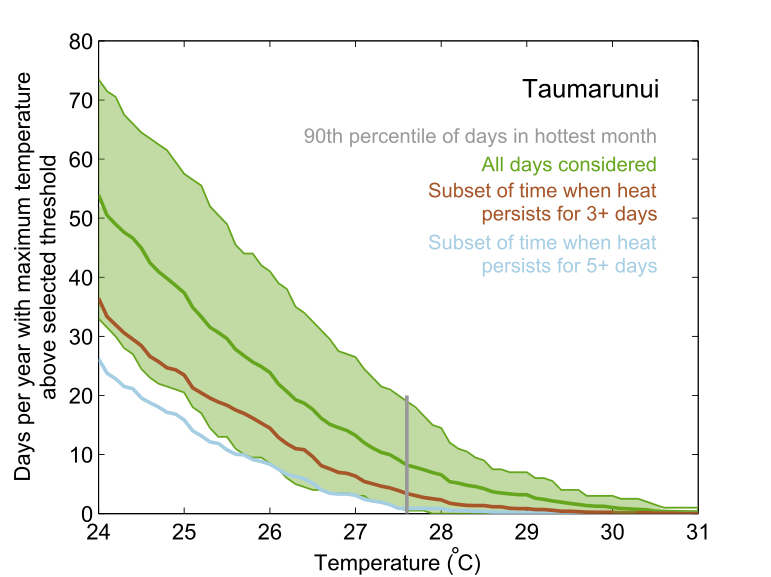 80
70
60
50
40
30
20
10
0
Days per year with maximum temperature
above selected threshold
Taumarunui
90th percentile of days in hottest month
All days considered
Subset of time when heat
persists for 3+ days
Subset of time when heat
persists for 5+ days
24 25 26 27 28 29 30 31
Temperature (°C)